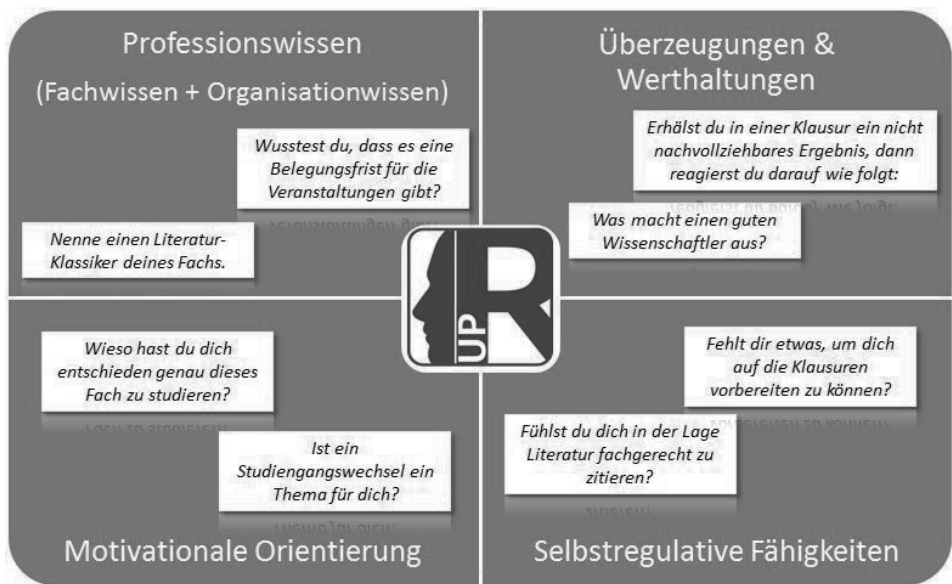 Professionswissen
(Fachwissen + Organisationwissen)
Wusstest du, dass es eine
Belegungsfrist für die
Veranstaltungen gibt?
Nenne einen Literatur-
Klassiker deines Fachs.
Überzeugungen &
Werthaltungen
Erhälst du in einer Klausur ein nicht
nachvollziehbares Ergebnis, dann
reagierst du darauf wie folgt:
Was macht einen guten
Wissenschaftler aus?
UP
R
Wieso hast du dich
entschieden genau dieses
Fach zu studieren?
Ist ein
Studiengangswechsel ein
Thema für dich?
Motivationale Orientierung
Fehlt dir etwas, um dich
auf die Klausuren
vorbereiten zu können?
Fühlst du dich in der Lage
Literatur fachgerecht zu
zitieren?
Selbstregulative Fähigkeiten